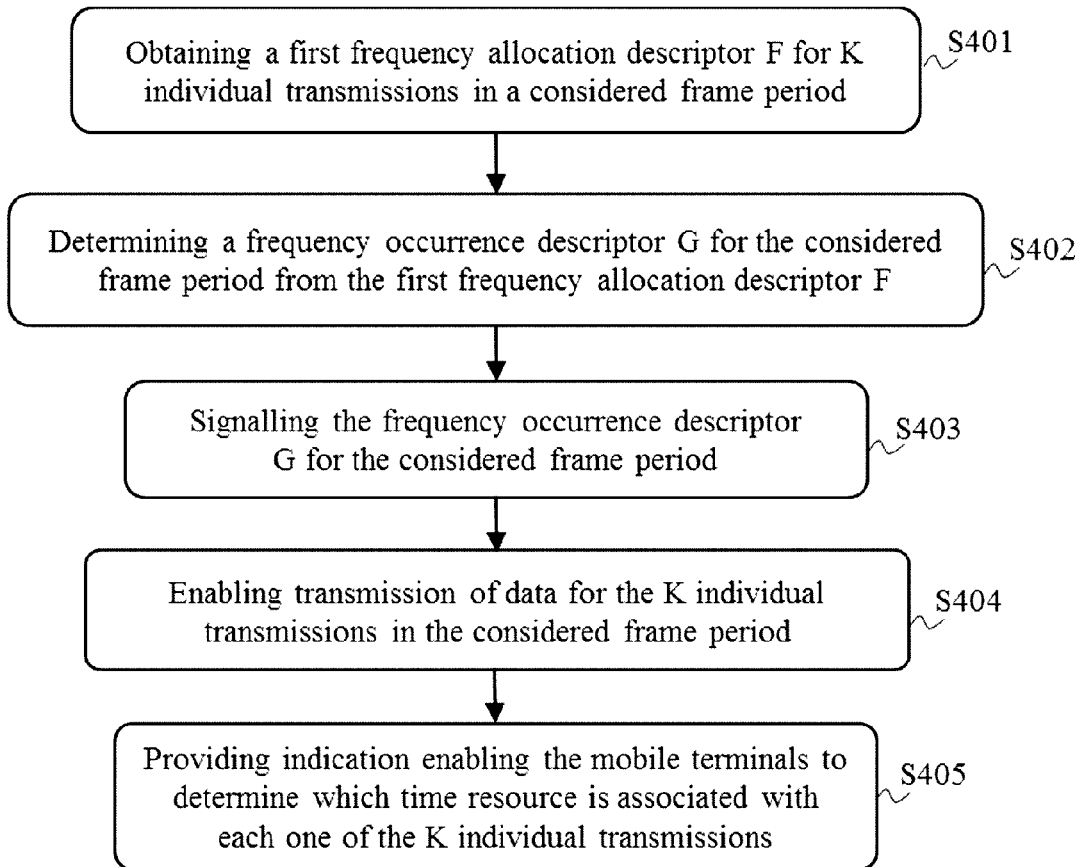 Obtaining a first frequency allocation descriptor F for K
individual transmissions in a considered frame period
S401
Determining a frequency occurrence descriptor G for the considered
frame period from the first frequency allocation descriptor F
S402
Signalling the frequency occurrence descriptor
G for the considered frame period
S403
Enabling transmission of data for the K individual
transmissions in the considered frame period
S404
Providing indication enabling the mobile terminals to
determine which time resource is associated with
each one of the K individual transmissions
S405